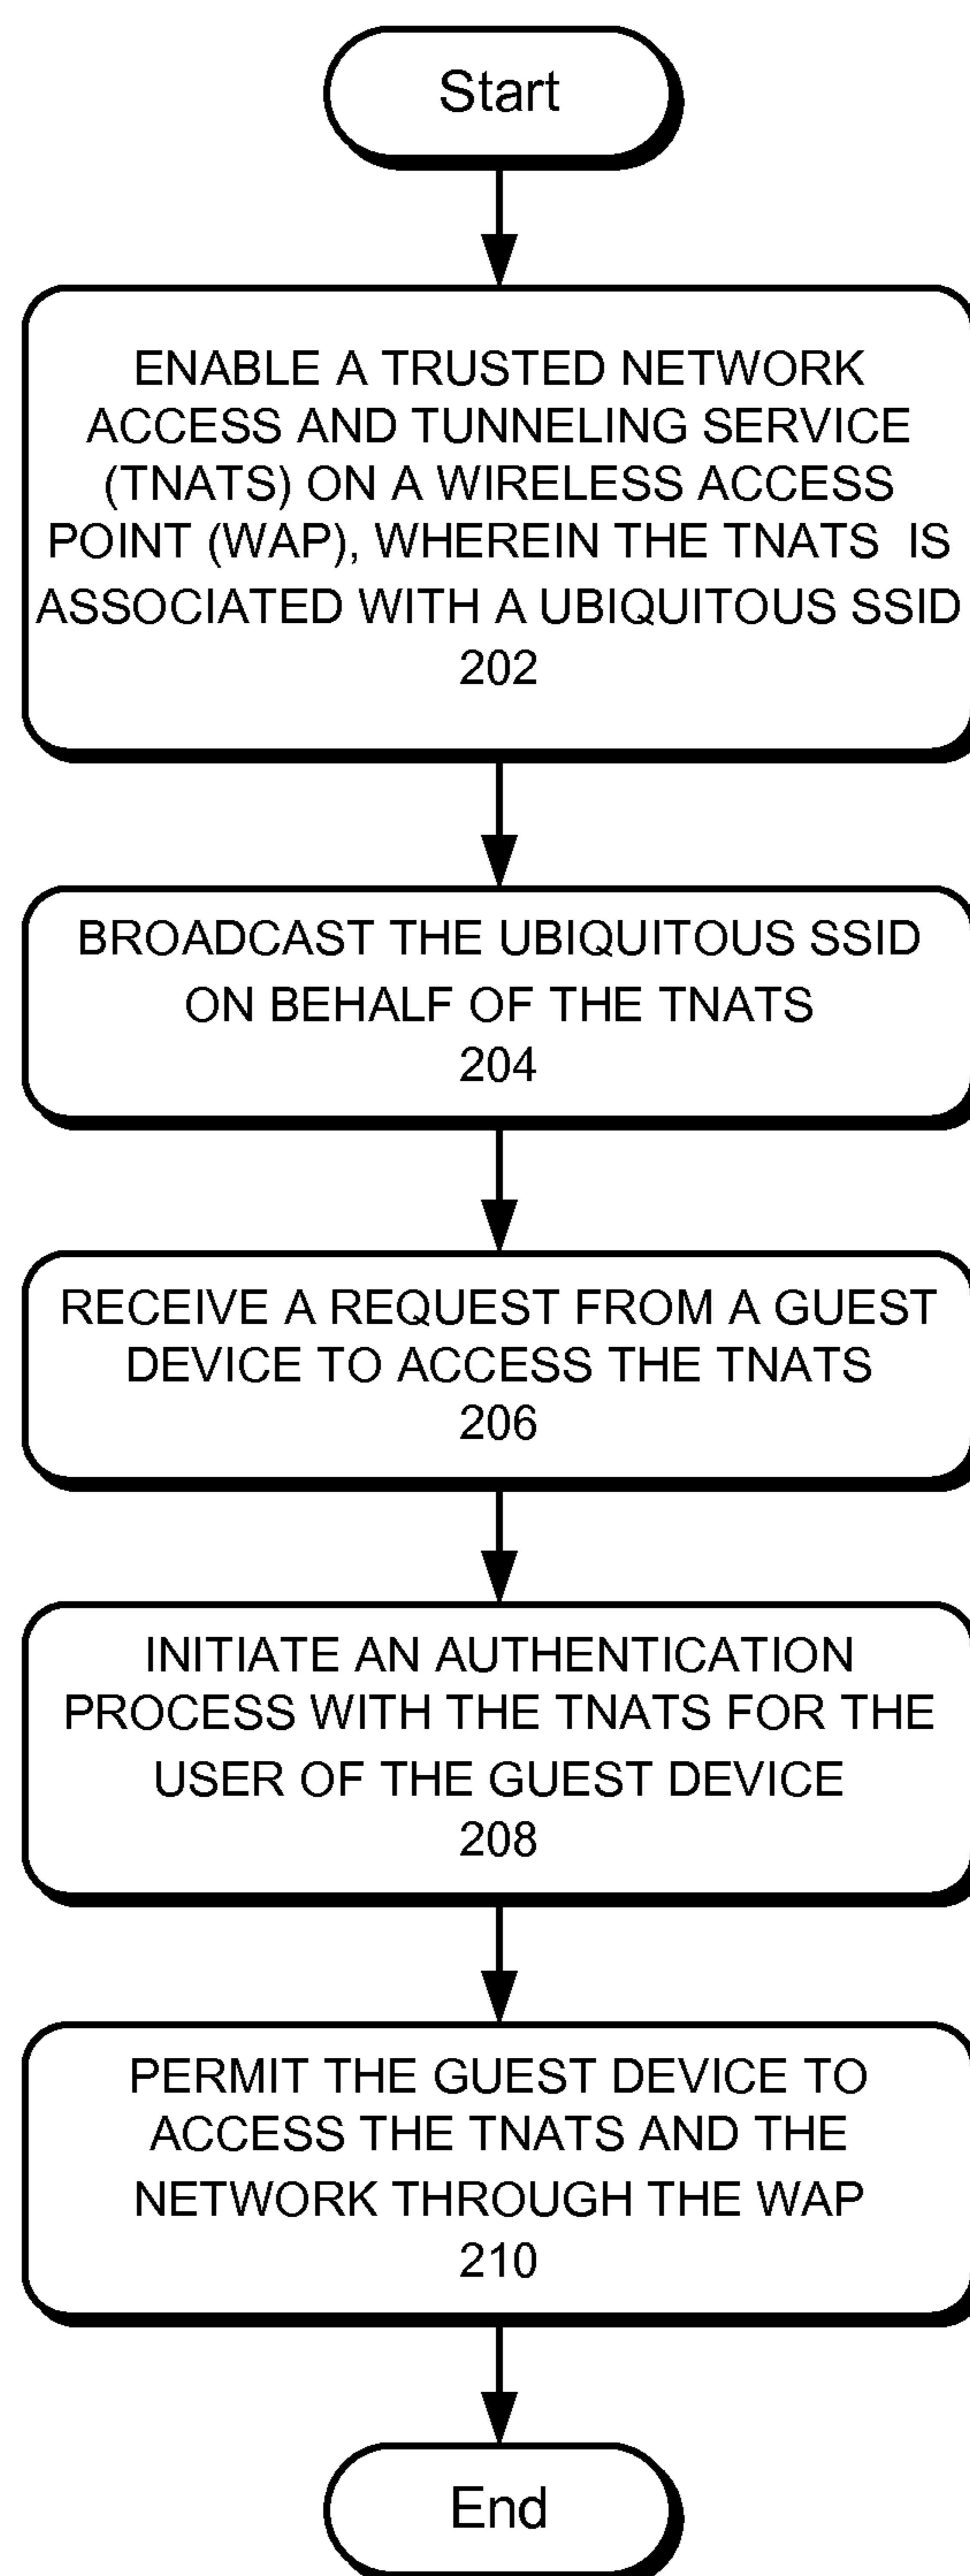 Start
ENABLE A TRUSTED NETWORK
ACCESS AND TUNNELING SERVICE
(TNATS) ON A WIRELESS ACCESS
POINT (WAP), WHEREIN THE TNATS IS
ASSOCIATED WITH A UBIQUITOUS SSID
202
BROADCAST THE UBIQUITOUS SSID
ON BEHALF OF THE TNATS
204
RECEIVE A REQUEST FROM A GUEST
DEVICE TO ACCESS THE TNATS
206
INITIATE AN AUTHENTICATION
PROCESS WITH THE TNATS FOR THE
USER OF THE GUEST DEVICE
208
PERMIT THE GUEST DEVICE TO
ACCESS THE TNATS AND THE
NETWORK THROUGH THE WAP
210
End